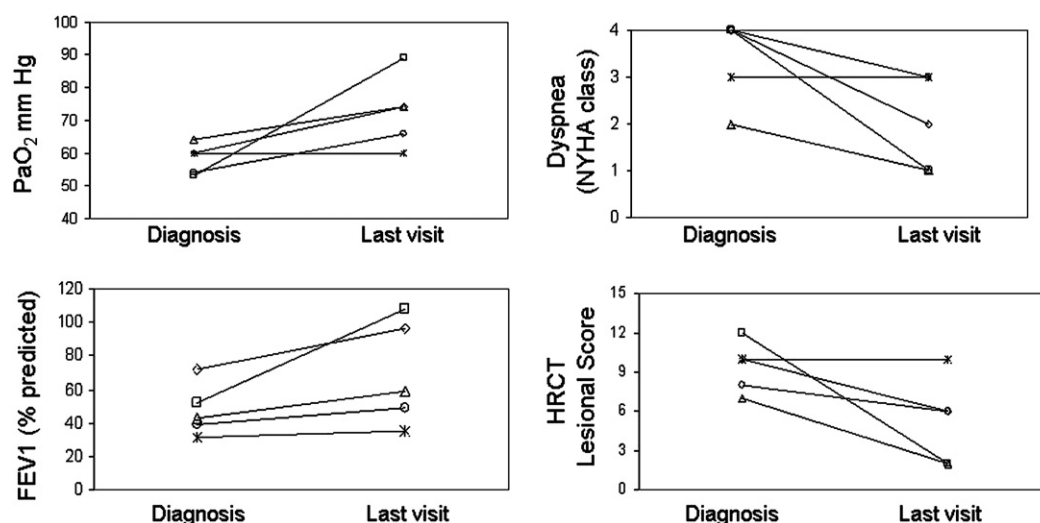 PaO2 mm Hg
100
90
80
70
60
50
40
Diagnosis Last visit
Dyspnea
(NYHA class)
4
3
2
1
0
Diagnosis Last visit
FEV1 (% predicted)
120
100
80
60
40
20
0
Diagnosis Last visit
HRCT
Lesional Score
15
12
9
6
3
0
Diagnosis Last visit